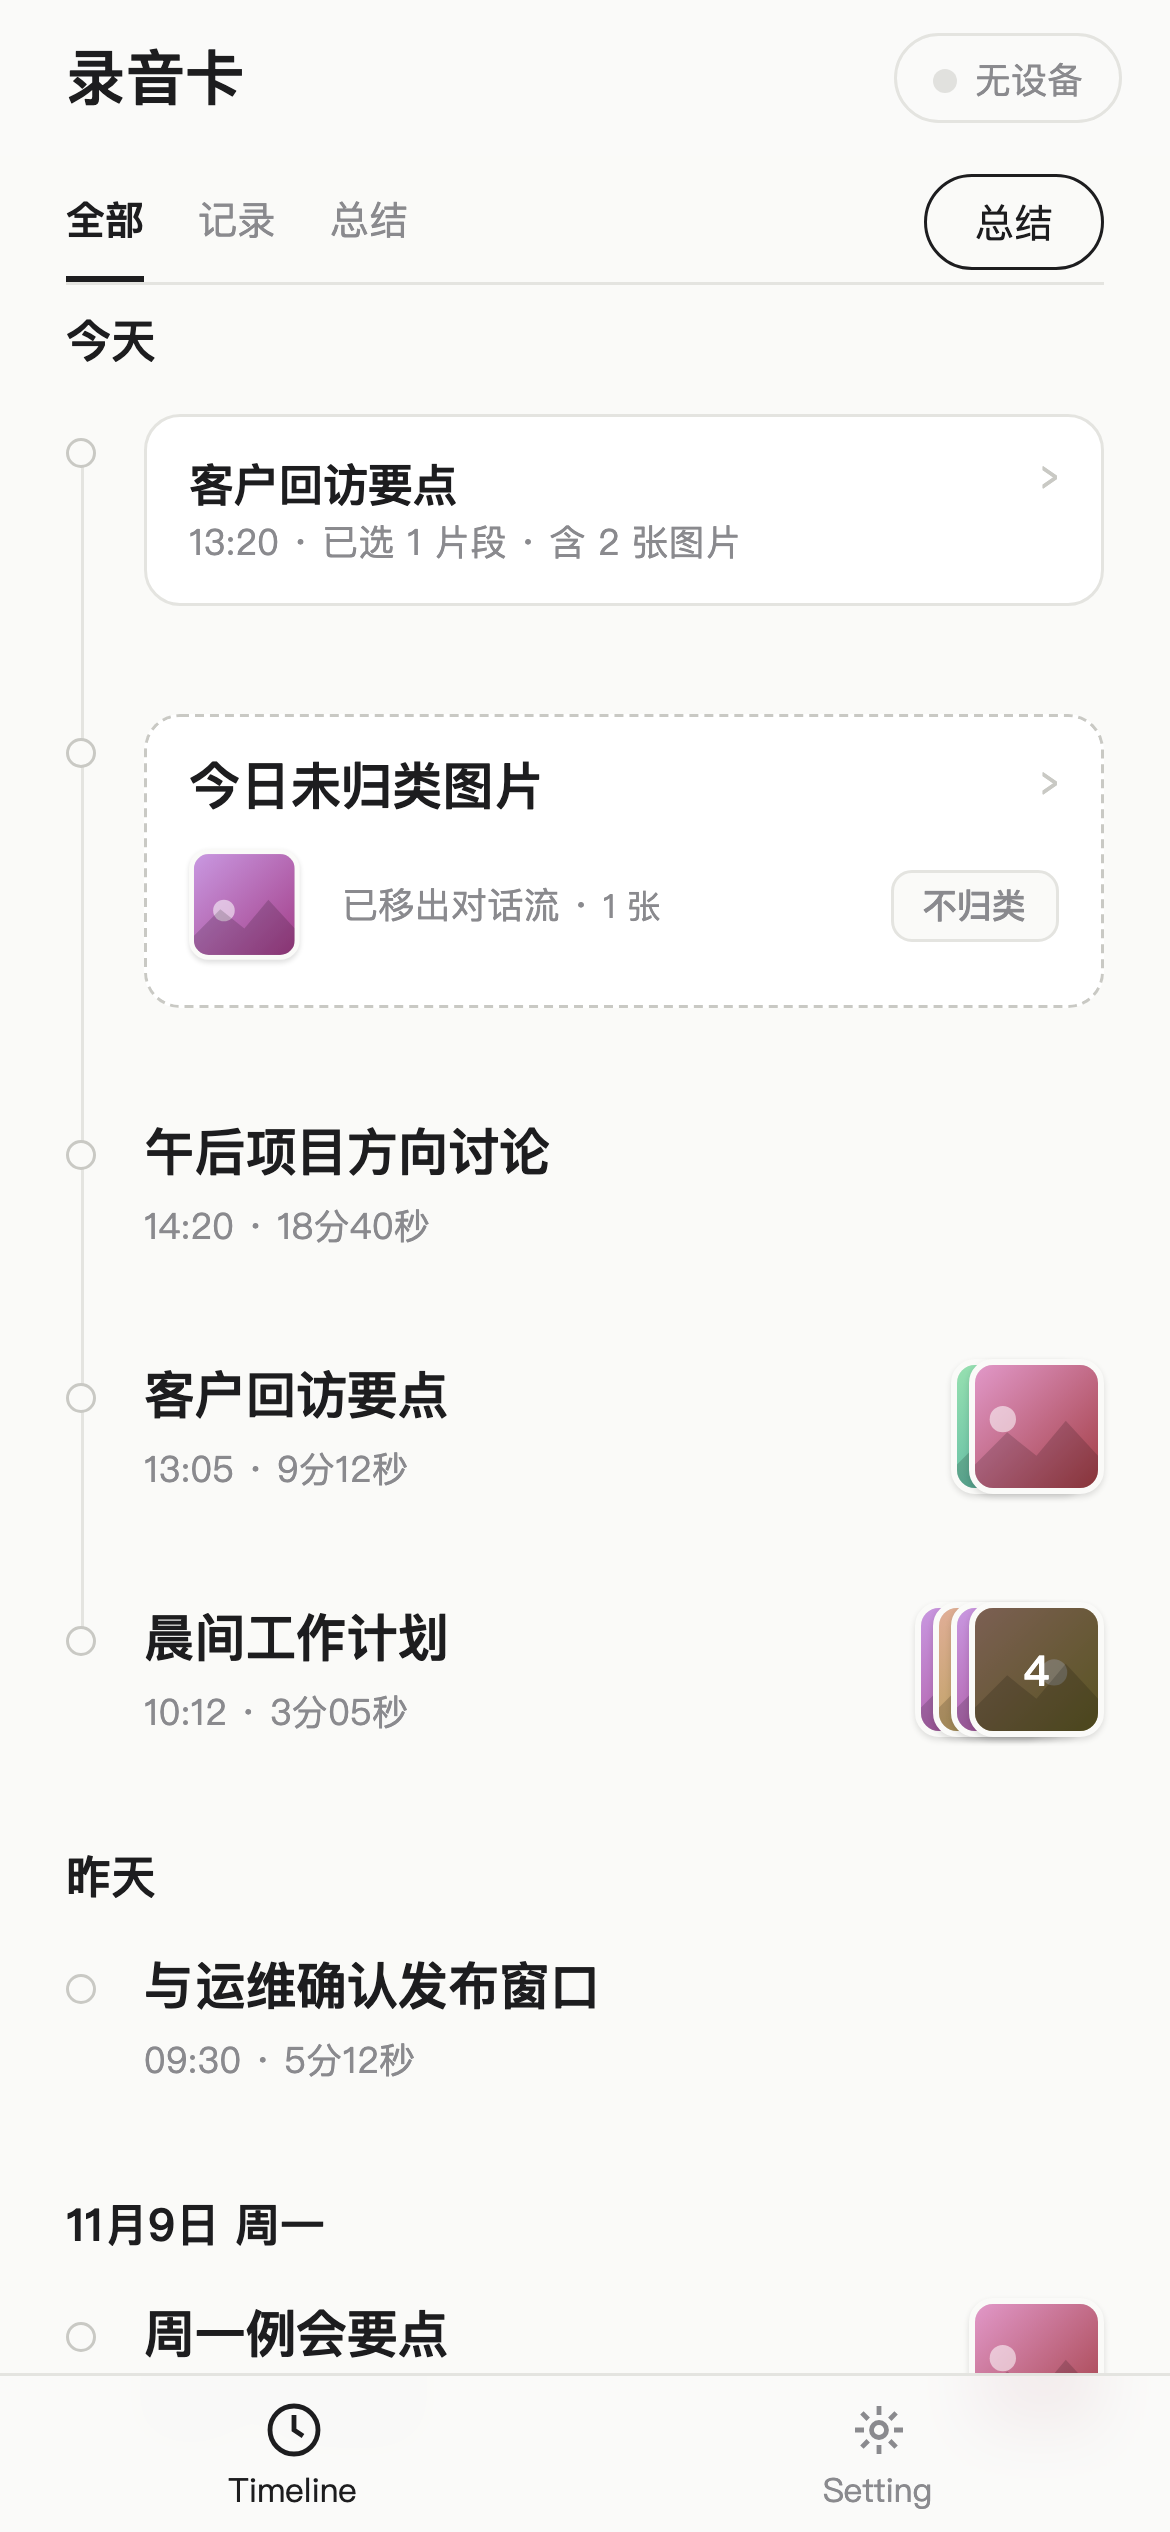 录音卡
无设备
全部 记录 总结
总结
今天
客户回访要点
13:20 · 已选 1 片段 · 含 2 张图片
今日未归类图片
已移出对话流 · 1 张
不归类
午后项目方向讨论
14:20 · 18分40秒
客户回访要点
13:05 · 9分12秒
晨间工作计划
4
10:12 · 3分05秒
昨天
与运维确认发布窗口
09:30 · 5分12秒
11月9日 周一
周一例会要点
Timeline
Setting